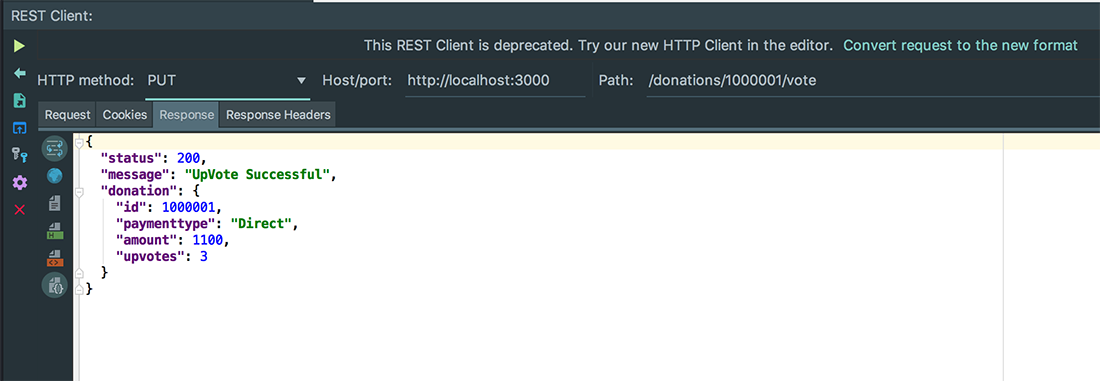 REST Client:
This REST Client is deprecated. Try our new HTTP Client in the editor. Convert request to the new format
HTTP method: PUT Host/port: http://localhost:3000 Path: /donations/1000001/vote
Request Cookies Response Response Headers
{
"status": 200,
"message": "UpVote Successful",
"donation": {
"id": 1000001,
"paymenttype": "Direct",
"amount": 1100,
"upvotes": 3
}
}